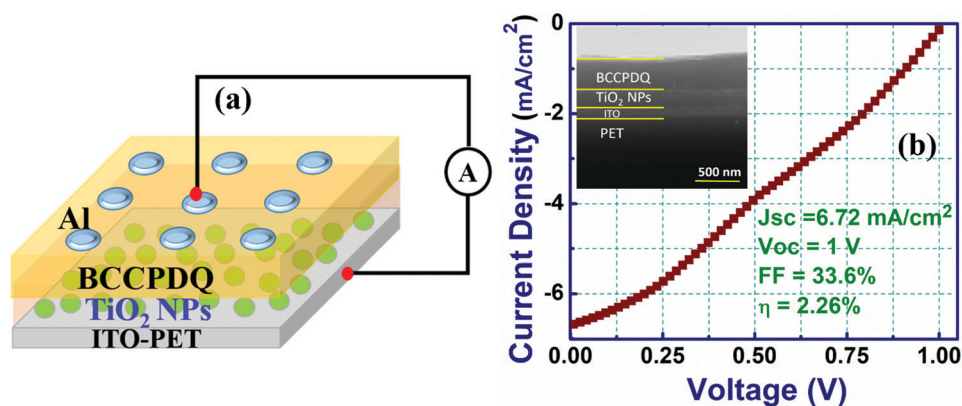 (a)
A
Al
BCCPDQ
TiO₂ NPs
ITO-PET
(b)
Current Density (mA/cm²)
0
-2
-4
-6
BCCPDQ
TiO₂ NPs
ITO
PET
500 nm
Jsc =6.72 mA/cm²
Voc = 1 V
FF = 33.6%
η = 2.26%
0.00 0.25 0.50 0.75 1.00
Voltage (V)